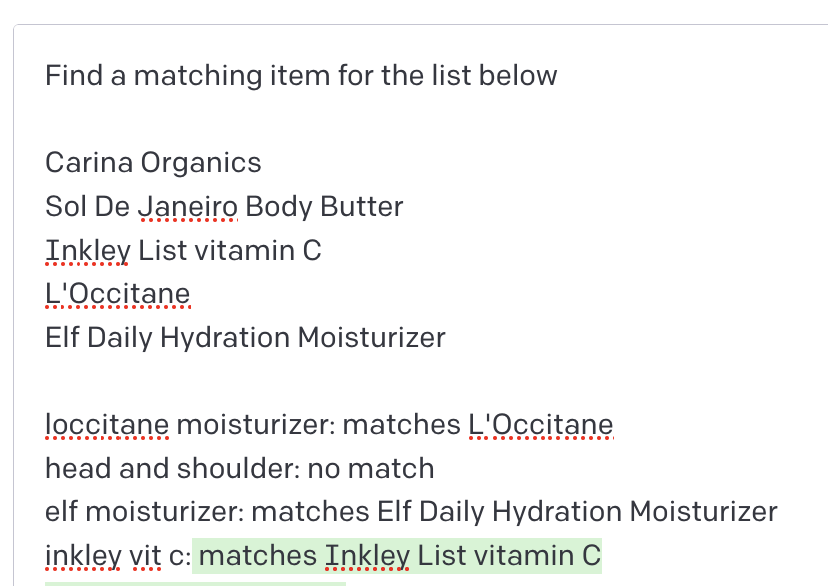 Find a matching item for the list below
Carina Organics
Sol De Janeiro Body Butter
Inkley List vitamin C
L'Occitane
Elf Daily Hydration Moisturizer
loccitane moisturizer: matches L'Occitane
head and shoulder: no match
elf moisturizer: matches Elf Daily Hydration Moisturizer
inkley vit c: matches Inkley List vitamin C